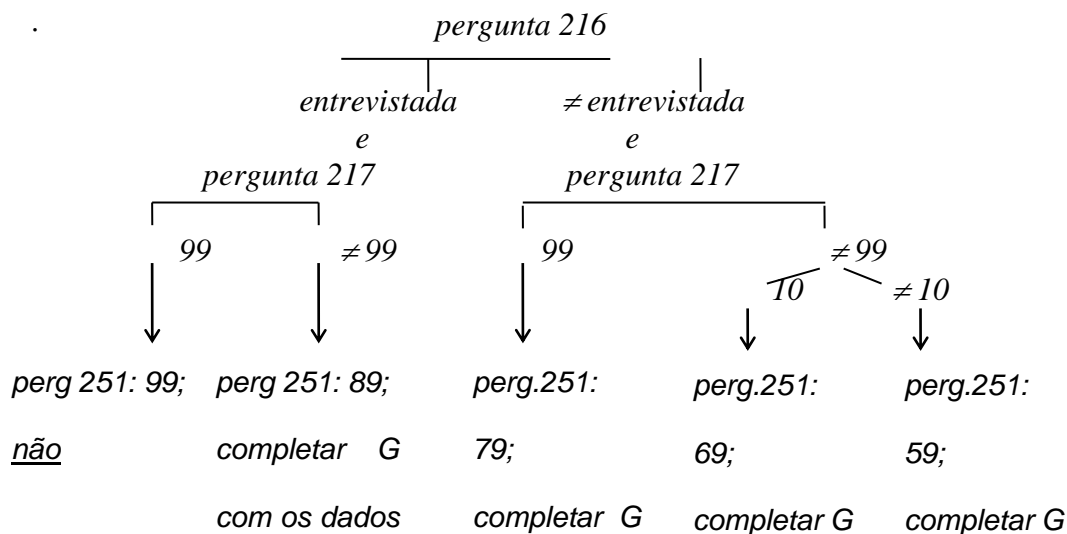 .
pergunta 216
entrevistada ≠ entrevistada
e e
pergunta 217 pergunta 217
99 ≠ 99 99 ≠ 99
10 ≠ 10
perg 251: 99; perg 251: 89; perg.251: perg.251: perg.251:
não completar G 79; 69; 59;
com os dados completar G completar G completar G